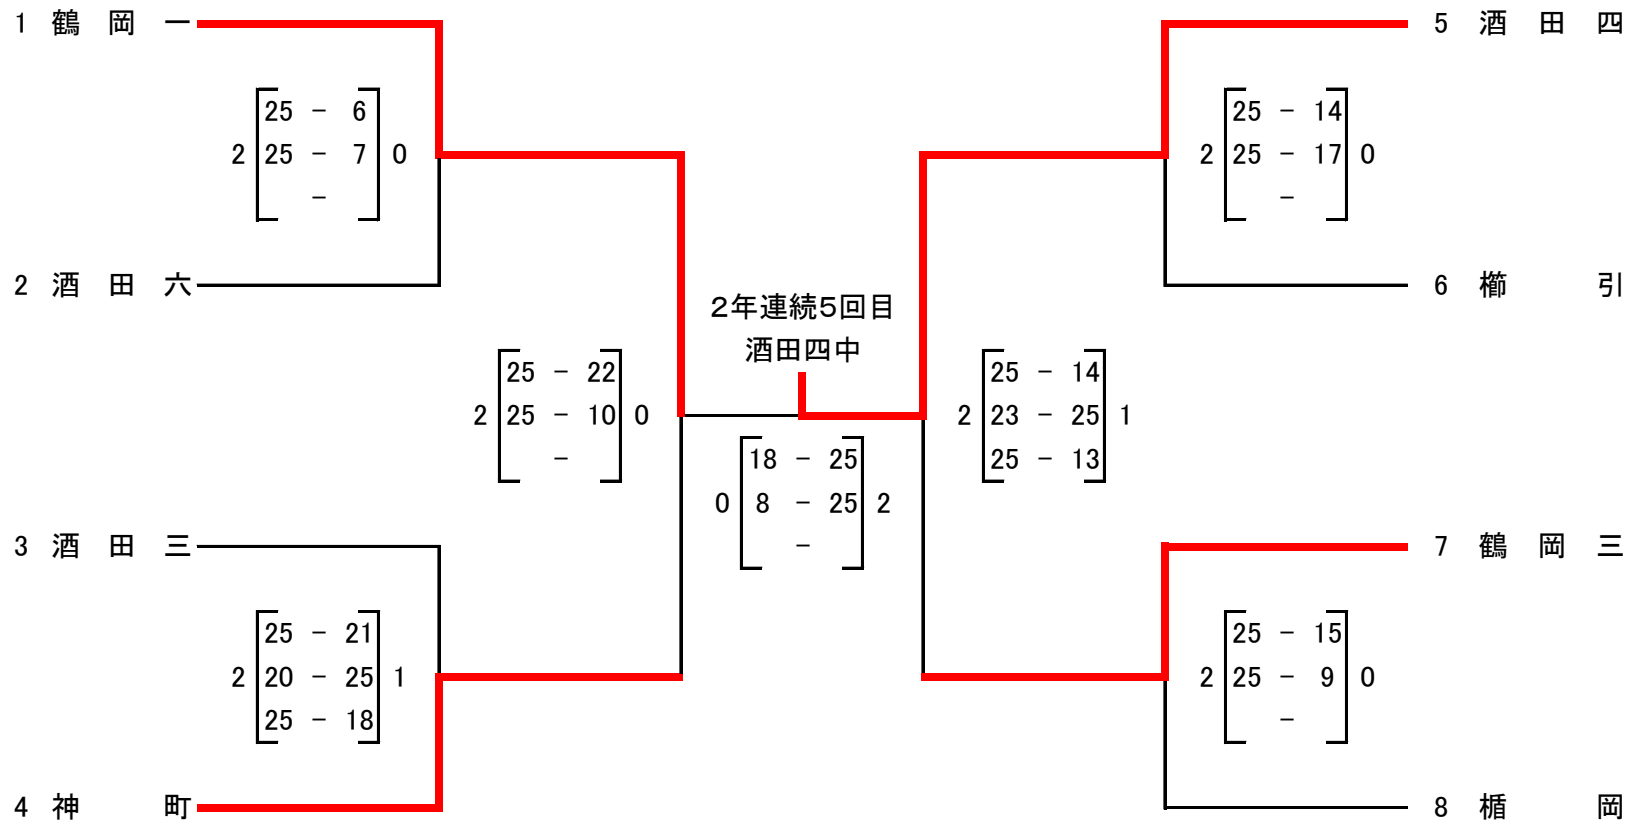 1 鶴岡一
25 - 6
2 25 - 7 0
-
2 酒田六
25 - 22
2 25 - 10 0
-
3 酒田三
25 - 21
2 20 - 25 1
25 - 18
4 神町
2年連続5回目
酒田四中
18 - 25
0 8 - 25 2
-
5 酒田四
25 - 14
2 25 - 17 0
-
6 櫛引
25 - 14
2 23 - 25 1
25 - 13
7 鶴岡三
25 - 15
2 25 - 9 0
-
8 楯岡